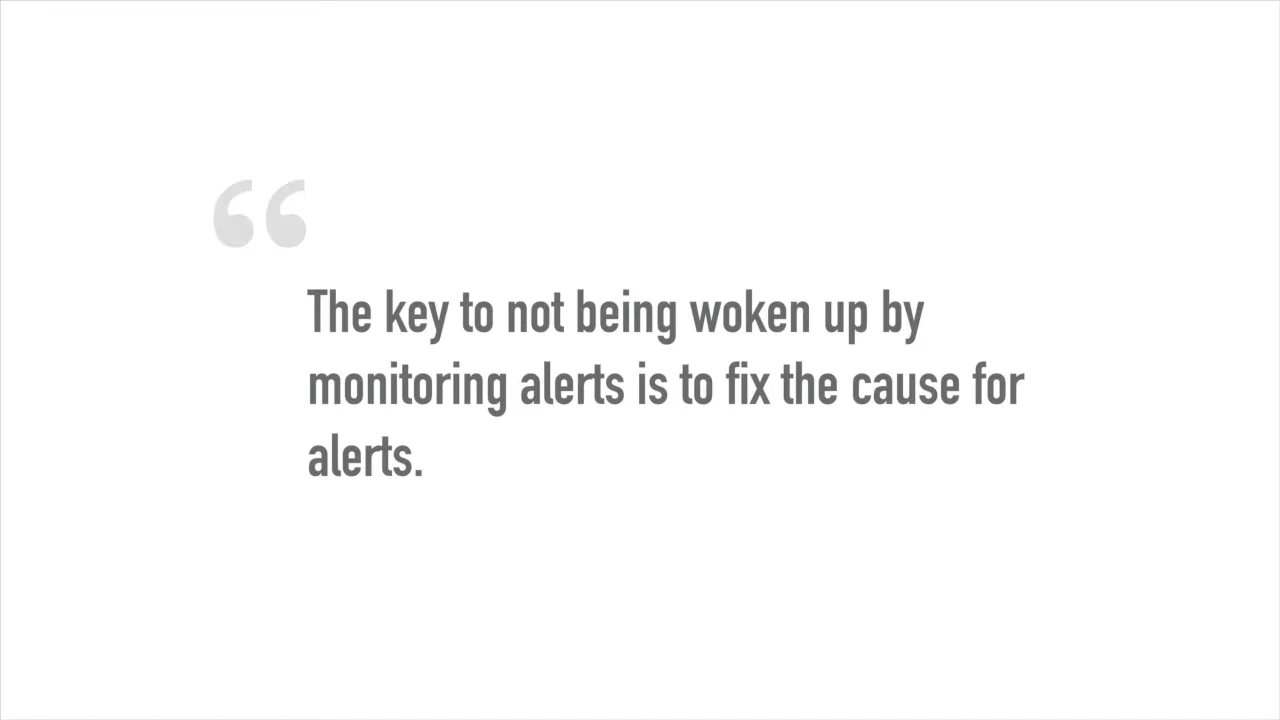 “
The key to not being woken up by
monitoring alerts is to fix the cause for
alerts.